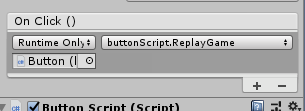 On Click ()
Runtime Only buttonScript.ReplayGame
Button (
+ −
Button Script (Script)